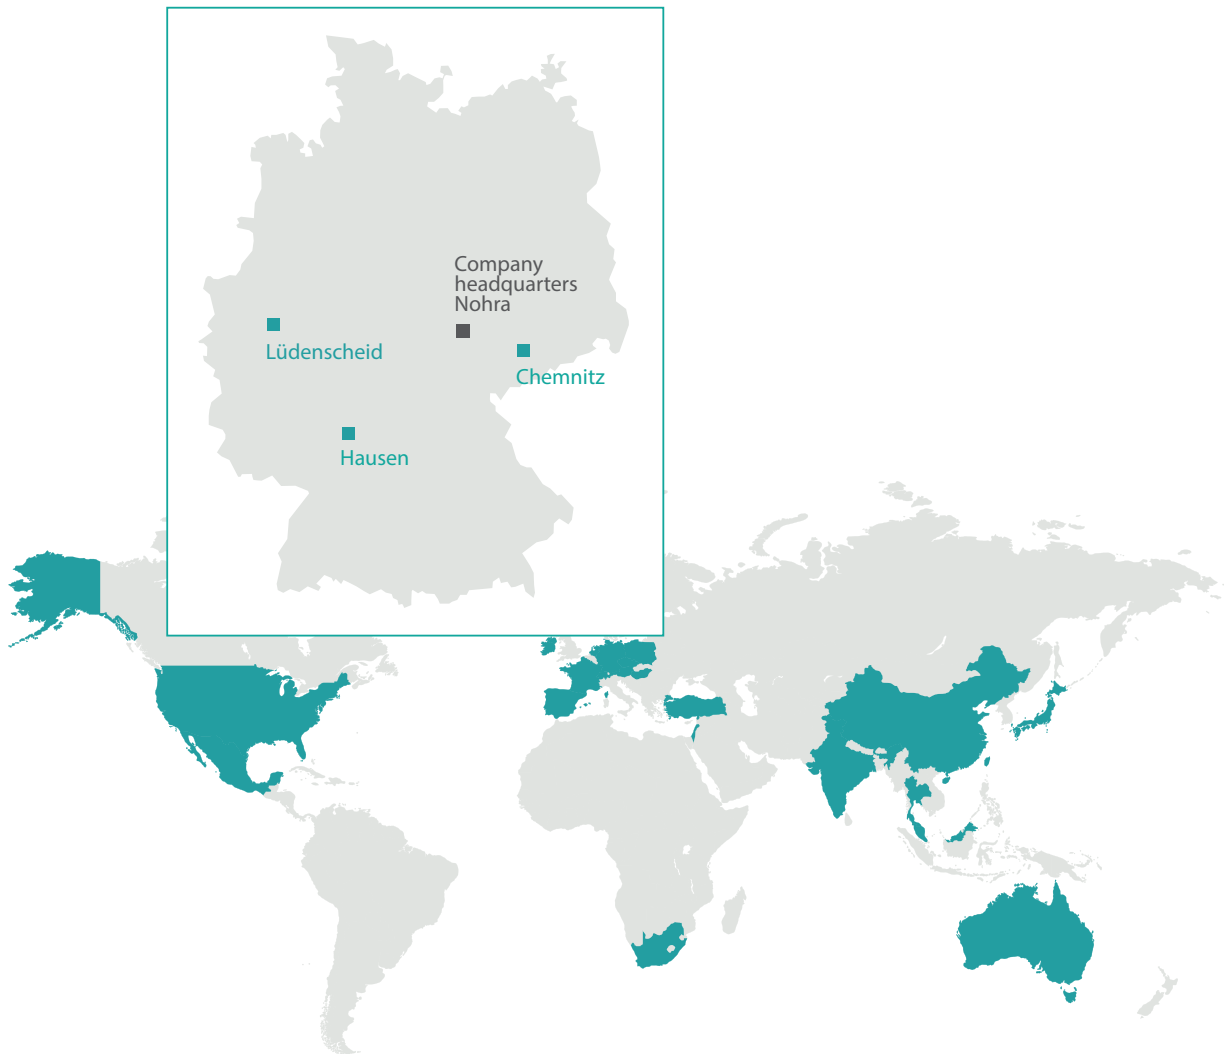 Company
headquarters
Nohra
Lüdenscheid
Chemnitz
Hausen